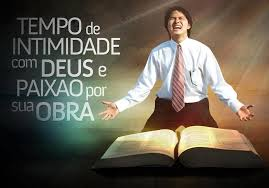 TEMPO de
INTIMIDADE
com DEUS e
PAIXAO por
sua OBRA